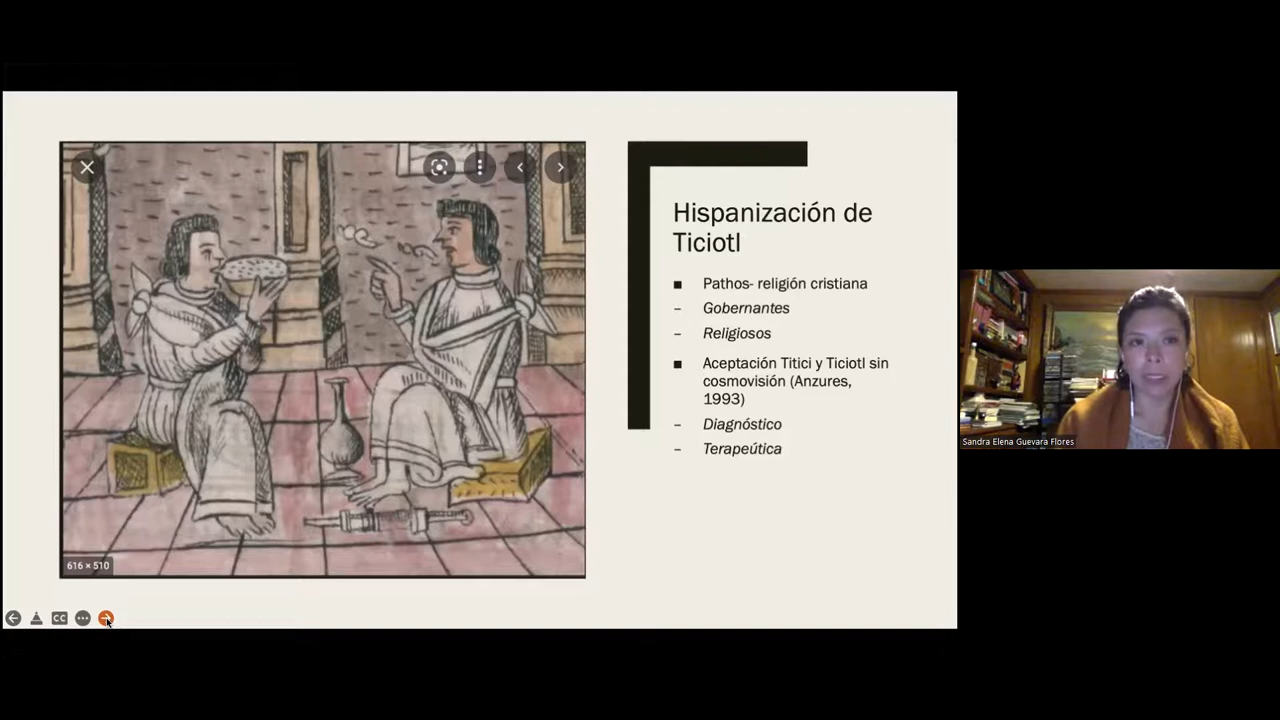 Hispanización de
Ticiotl
■ Pathos- religión cristiana
– Gobernantes
– Religiosos
■ Aceptación Titici y Ticiotl sin
cosmovisión (Anzures,
1993)
– Diagnóstico
– Terapeútica
616 × 510
CC
Sandra Elena Guevara Flores